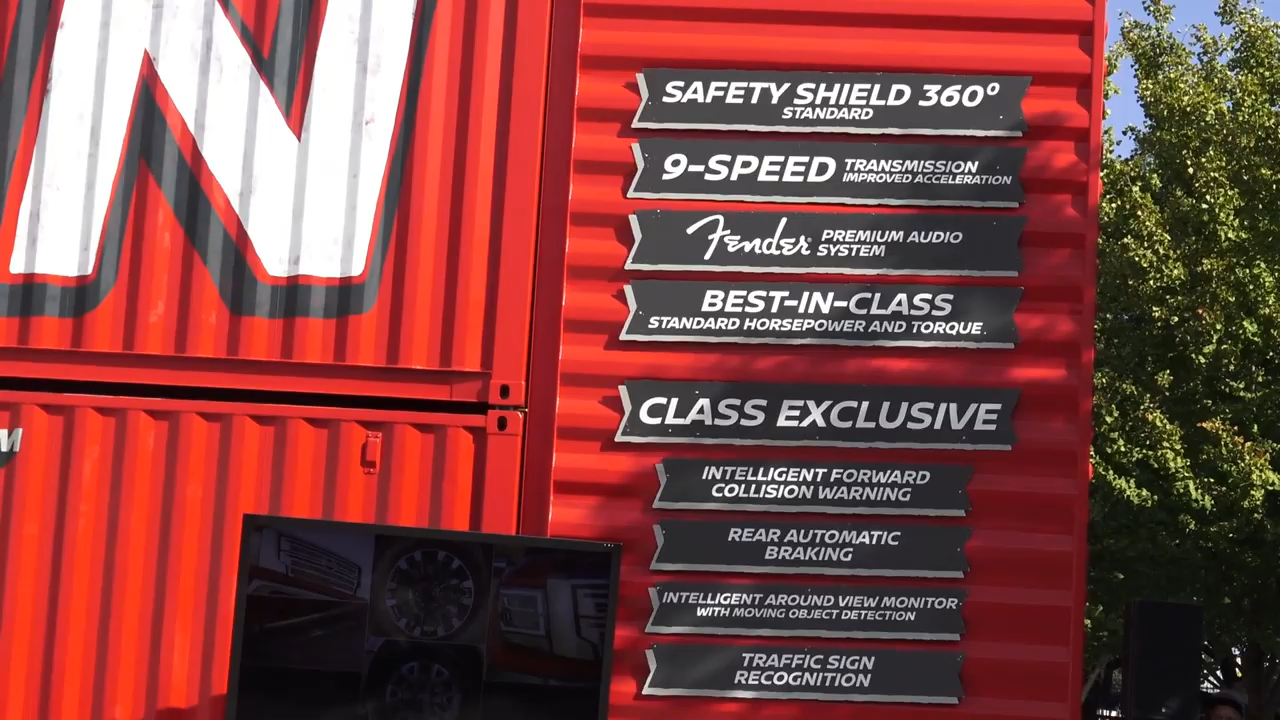 N
M
SAFETY SHIELD 360°
STANDARD
9-SPEED TRANSMISSION
IMPROVED ACCELERATION
Fender PREMIUM AUDIO
SYSTEM
BEST-IN-CLASS
STANDARD HORSEPOWER AND TORQUE.
CLASS EXCLUSIVE
INTELLIGENT FORWARD
COLLISION WARNING
REAR AUTOMATIC
BRAKING
INTELLIGENT AROUND VIEW MONITOR
WITH MOVING OBJECT DETECTION
TRAFFIC SIGN
RECOGNITION